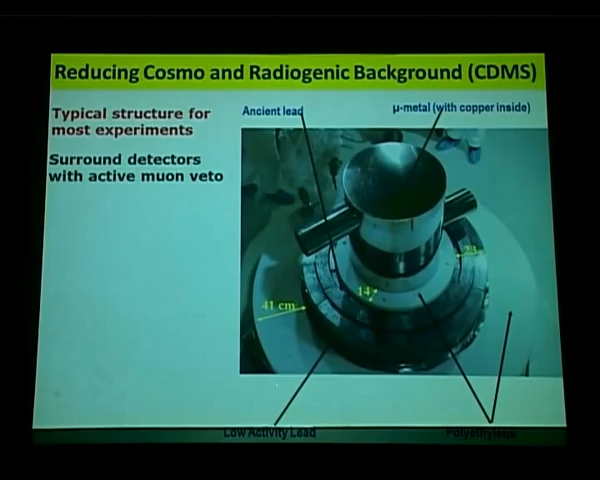 Reducing Cosmo and Radiogenic Background (CDMS)
Typical structure for
most experiments
Surround detectors
with active muon veto
Ancient lead
μ-metal (with copper inside)
23
14
41 cm
Low Activity Lead
Polyethylene